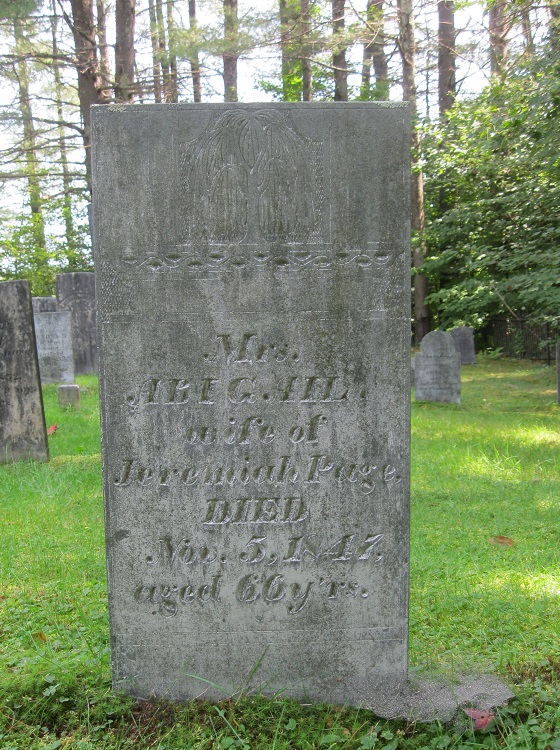 Mrs.
ABIGAIL.
wife of
Jeremiah Page,
DIED
Nov. 5, 1847,
aged 66 y'rs.